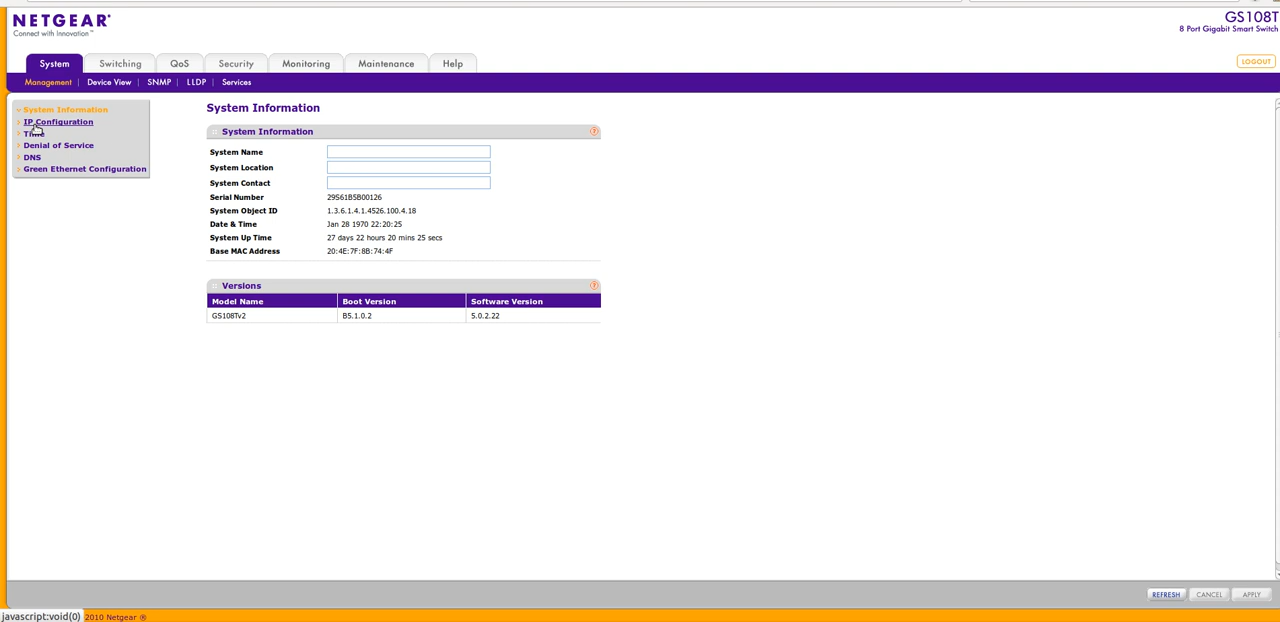 NETGEAR®
Connect with Innovation™
GS108T
8 Port Gigabit Smart Switch
System Switching QoS Security Monitoring Maintenance Help
LOGOUT
Management | Device View | SNMP | LLDP | Services
System Information
IP Configuration
Time
Denial of Service
DNS
Green Ethernet Configuration
System Information
System Information
System Name
System Location
System Contact
Serial Number 29S61B5B00126
System Object ID 1.3.6.1.4.1.4526.100.4.18
Date & Time Jan 28 1970 22:20:25
System Up Time 27 days 22 hours 20 mins 25 secs
Base MAC Address 20:4E:7F:8B:74:4F
Versions
Model Name Boot Version Software Version
GS108Tv2 B5.1.0.2 5.0.2.22
REFRESH CANCEL APPLY
javascript:void(0) 2010 Netgear ®